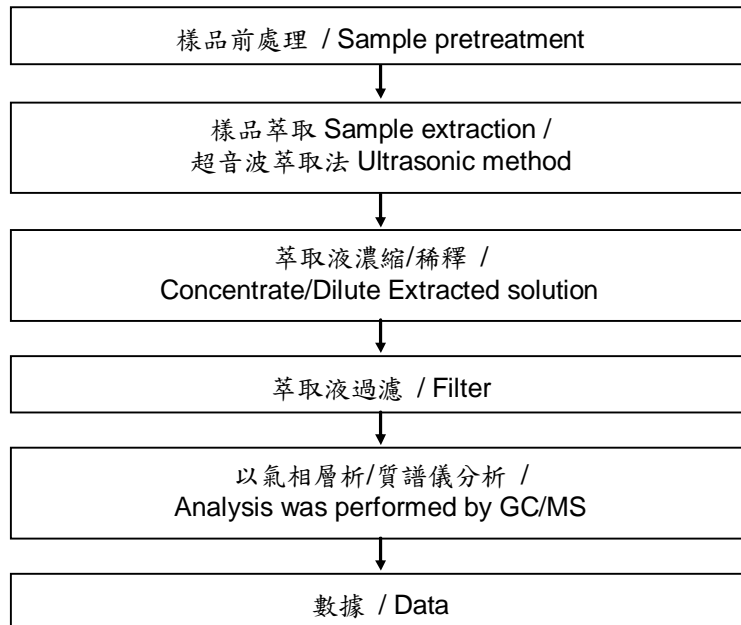 樣品前處理 / Sample pretreatment
樣品萃取 Sample extraction /
超音波萃取法 Ultrasonic method
萃取液濃縮/稀釋 /
Concentrate/Dilute Extracted solution
萃取液過濾 / Filter
以氣相層析/質譜儀分析 /
Analysis was performed by GC/MS
數據 / Data